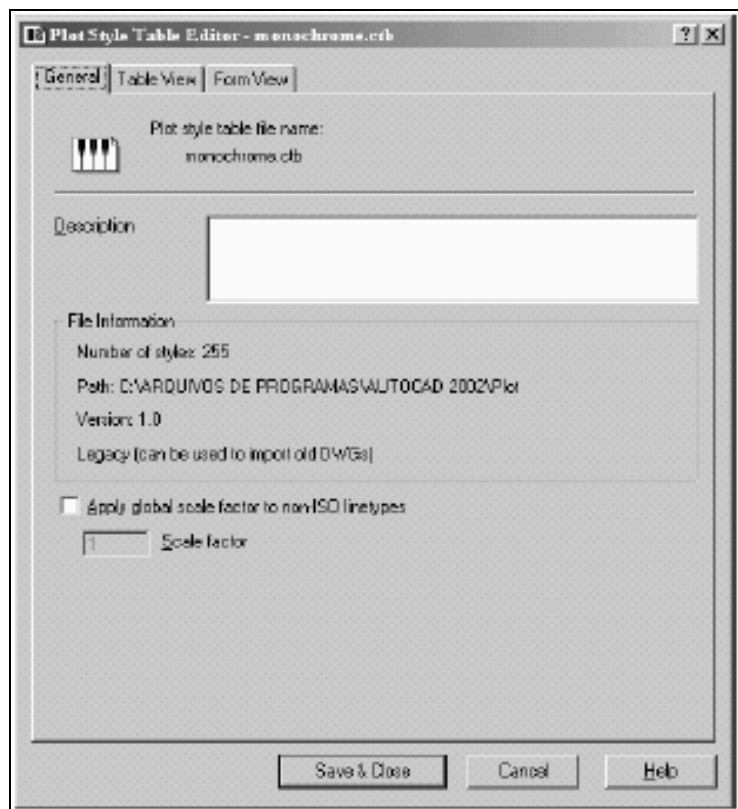 Plot Style Table Editor - monochrome.ctb
General Table View Form View
Plot style table file name:
monochrome.ctb
Description
File Information
Number of styles: 255
Path: C:\ARQUIVOS DE PROGRAMAS\AUTOCAD 2002\Plot
Version: 1.0
Legacy (can be used to import old DWGs)
Apply global scale factor to non-ISO linetypes
1 Scale factor
Save & Close Cancel Help